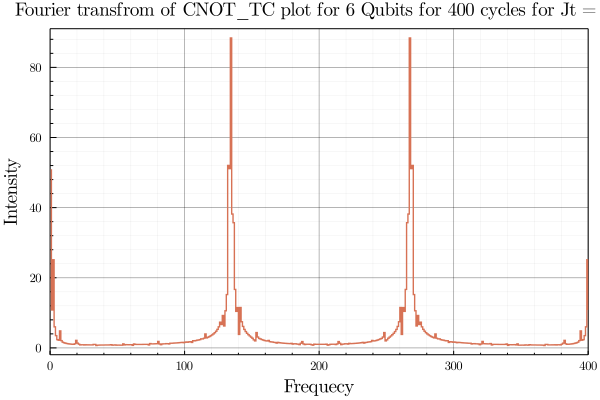 Fourier transfrom of CNOT_TC plot for 6 Qubits for 400 cycles for Jt =
80
60
40
20
0
Intensity
0 100 200 300 400
Frequecy